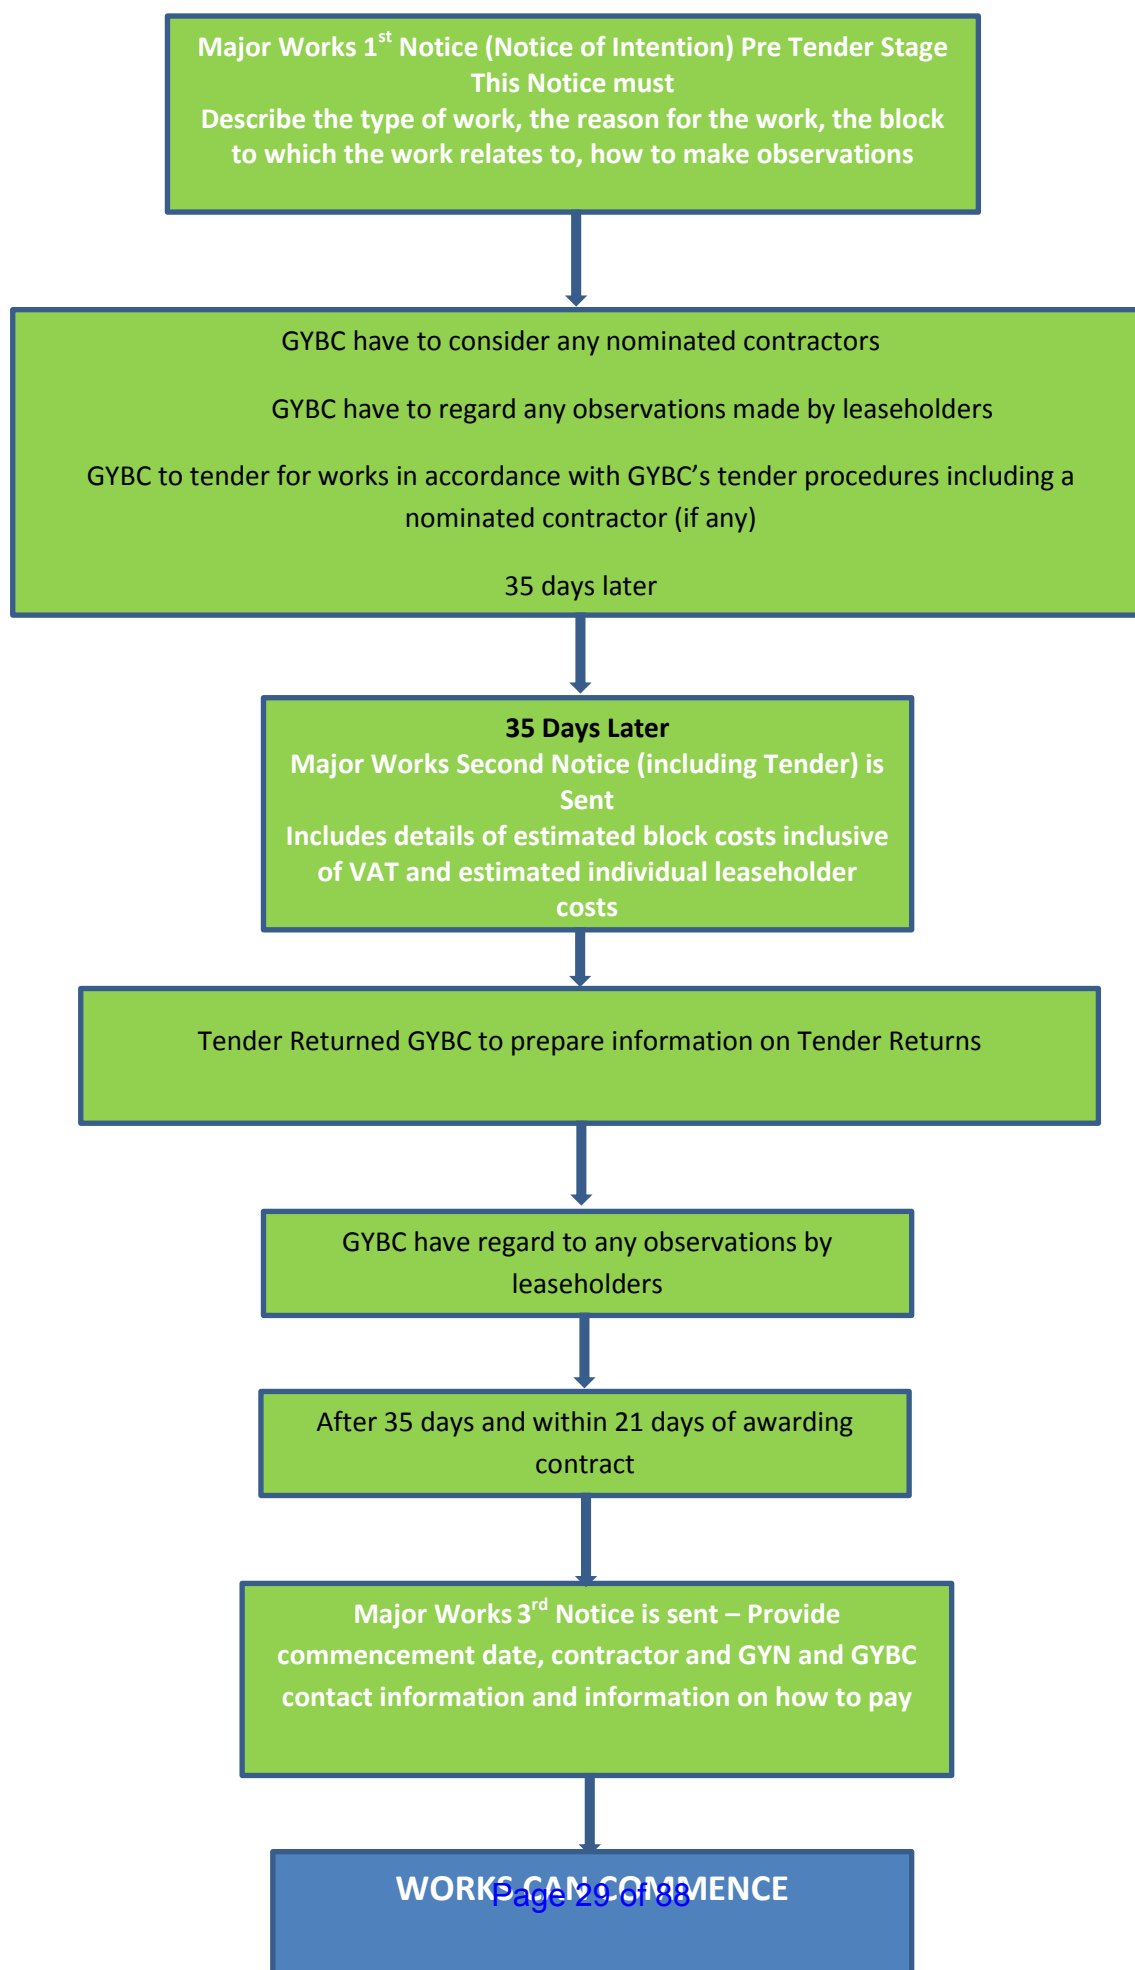 Major Works 1st Notice (Notice of Intention) Pre Tender Stage
This Notice must
Describe the type of work, the reason for the work, the block
to which the work relates to, how to make observations
GYBC have to consider any nominated contractors
GYBC have to regard any observations made by leaseholders
GYBC to tender for works in accordance with GYBC’s tender procedures including a
nominated contractor (if any)
35 days later
35 Days Later
Major Works Second Notice (including Tender) is
Sent
Includes details of estimated block costs inclusive
of VAT and estimated individual leaseholder
costs
Tender Returned GYBC to prepare information on Tender Returns
GYBC have regard to any observations by
leaseholders
After 35 days and within 21 days of awarding
contract
Major Works 3rd Notice is sent – Provide
commencement date, contractor and GYN and GYBC
contact information and information on how to pay
WORKS CAN COMMENCE
Page 29 of 88